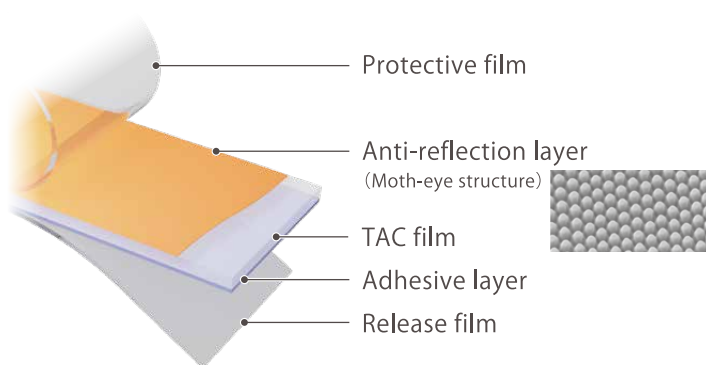 Protective film
Anti-reflection layer
（Moth-eye structure）
TAC film
Adhesive layer
Release film